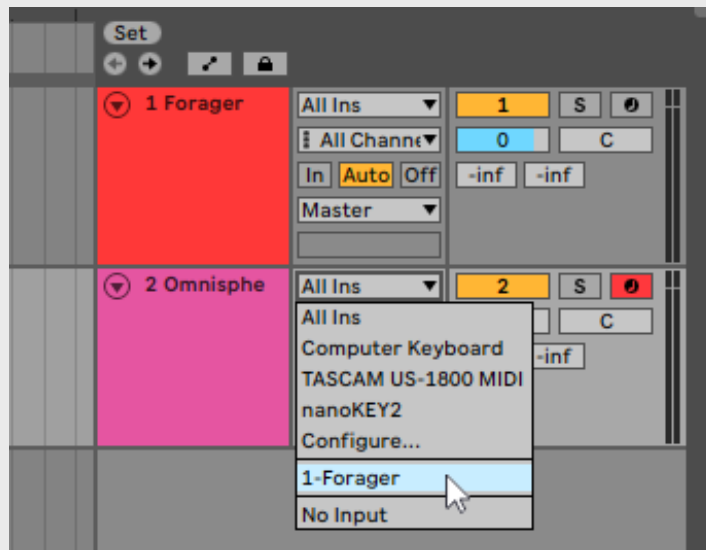 Set
1 Forager
All Ins
1
S
All Channe
0
C
In Auto Off
-inf
-inf
Master
2 Omnisphe
All Ins
2
S
All Ins
C
Computer Keyboard
-inf
TASCAM US-1800 MIDI
nanoKEY2
Configure...
1-Forager
No Input